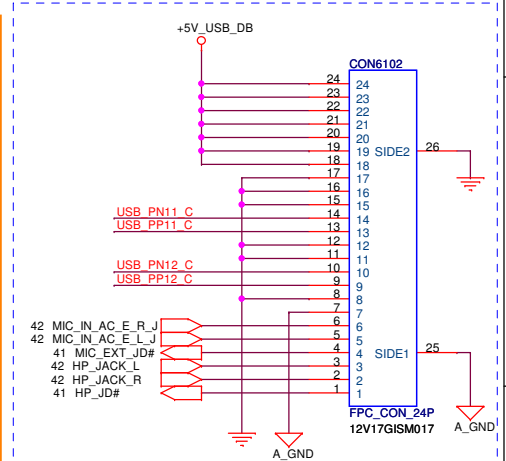 +5V_USB_DB
CON6102
24 24
23 23
22 22
21 21
20 20
19 19 SIDE2 26
18 18
17 17
16 16
15 15
USB_PN11_C 14 14
USB_PP11_C 13 13
12 12
11 11
USB_PN12_C 10 10
USB_PP12_C 9 9
8 8
7 7
42 MIC_IN_AC_E_R_J 6 6
42 MIC_IN_AC_E_L_J 5 5
41 MIC_EXT_JD# 4 4 SIDE1 25
42 HP_JACK_L 3 3
42 HP_JACK_R 2 2
41 HP_JD# 1 1
FPC_CON_24P
12V17GISM017
A_GND
A_GND